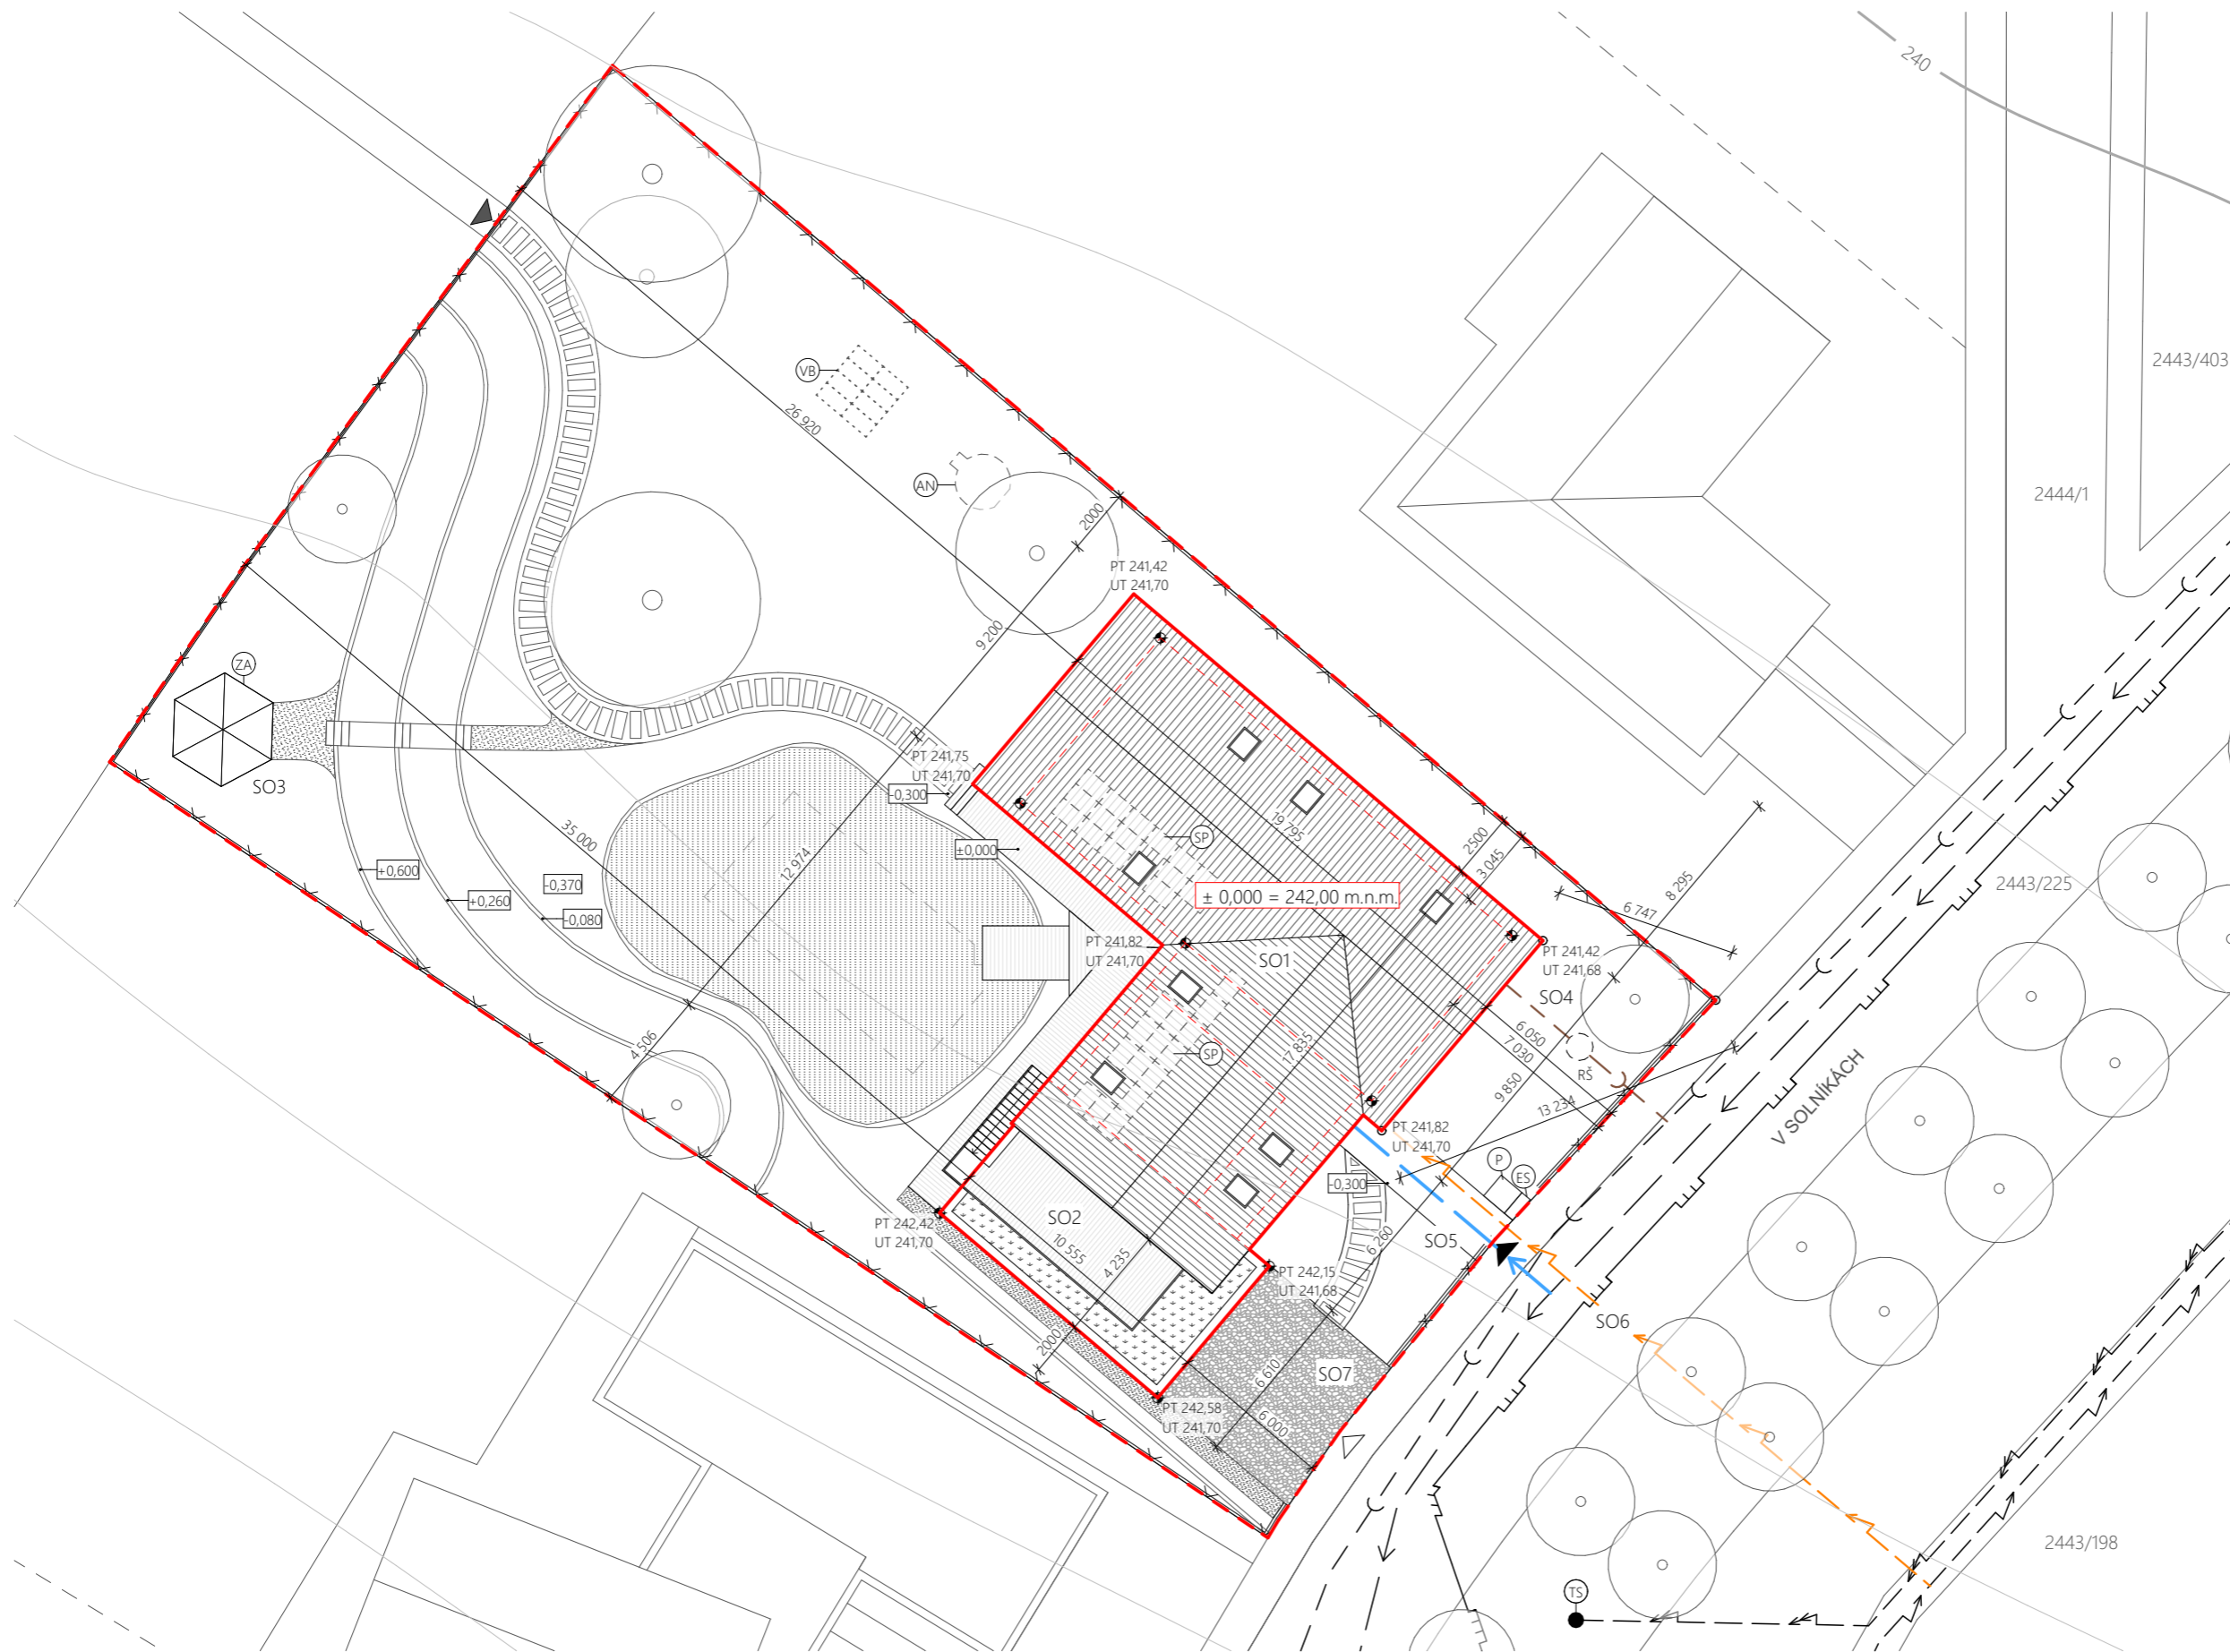 240
2443/403
VB
26 920
2444/1
AN
2000
PT 241,42
UT 241,70
9 200
ZA
PT 241,75
UT 241,70
SO3
-0,300
35 000
19 795
SP
2500
±0,000
3 045
12 974
+0,600
-0,370
8 295
2443/225
± 0,000 = 242,00 m.n.m.
+0,260
6 747
-0,080
PT 241,82
UT 241,70
SO1
PT 241,42
UT 241,68
SO4
4 506
6 050
7 030
17 835
SP
RŠ
9 850
13 234
V SOLNÍKÁCH
PT 241,82
UT 241,70
P
ES
-0,300
SO2
PT 242,42
UT 241,70
10 555
4 235
6 260
SO5
PT 242,15
UT 241,68
SO6
2000
6 610
SO7
PT 242,58
UT 241,70
6 000
2443/198
TS